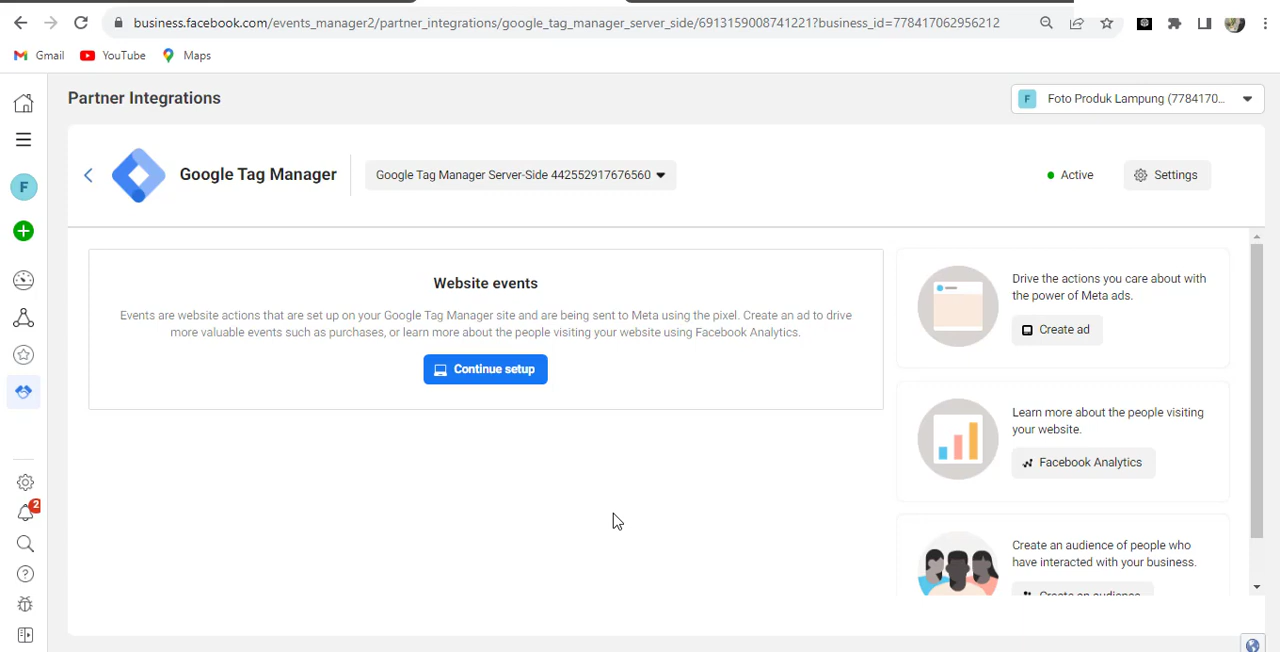 business.facebook.com/events_manager2/partner_integrations/google_tag_manager_server_side/6913159008741221?business_id=778417062956212
Gmail YouTube Maps
Partner Integrations
F Foto Produk Lampung (7784170...
F
Google Tag Manager
Google Tag Manager Server-Side 442552917676560
Active
Settings
Website events
Events are website actions that are set up on your Google Tag Manager site and are being sent to Meta using the pixel. Create an ad to drive
more valuable events such as purchases, or learn more about the people visiting your website using Facebook Analytics.
Continue setup
Drive the actions you care about with
the power of Meta ads.
Create ad
Learn more about the people visiting
your website.
Facebook Analytics
Create an audience of people who
have interacted with your business.
Create an audience
2